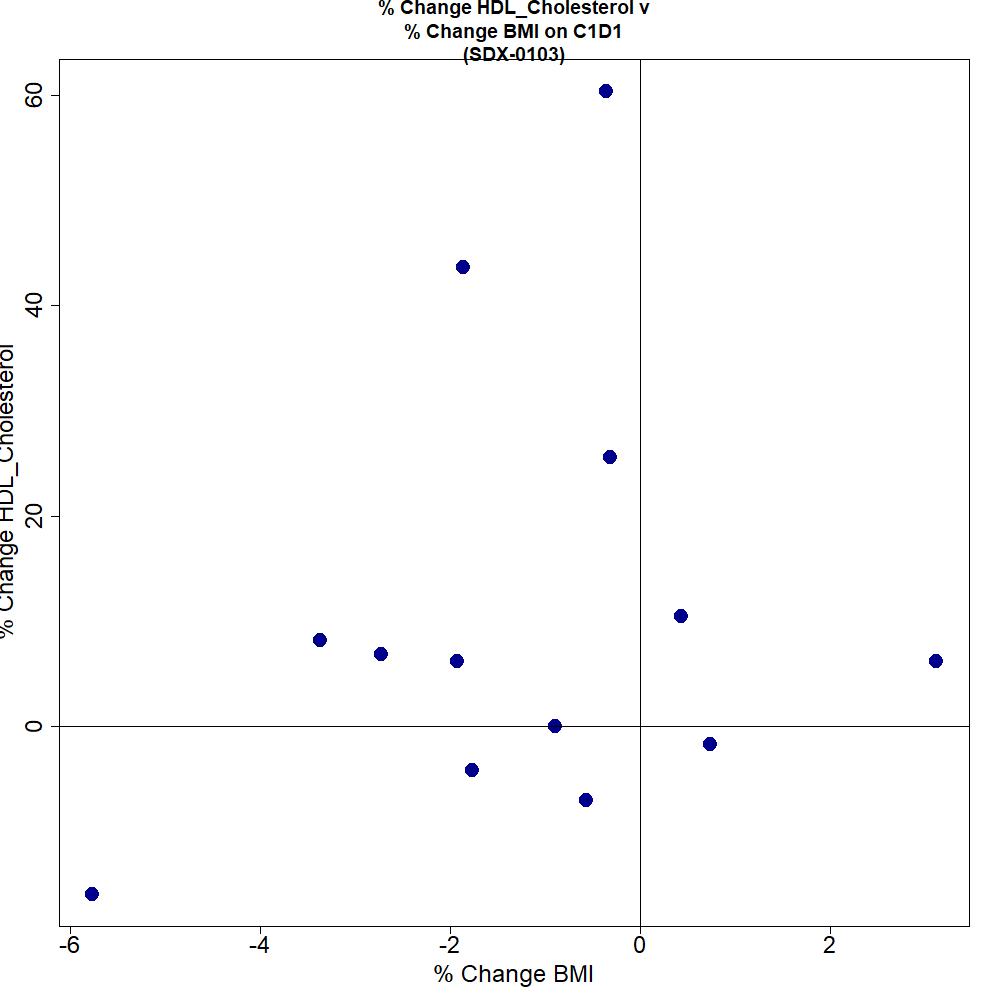 % Change HDL_Cholesterol v
% Change BMI on C1D1
(SDX-0103)
% Change HDL_Cholesterol
60
40
20
0
-6 -4 -2 0 2
% Change BMI